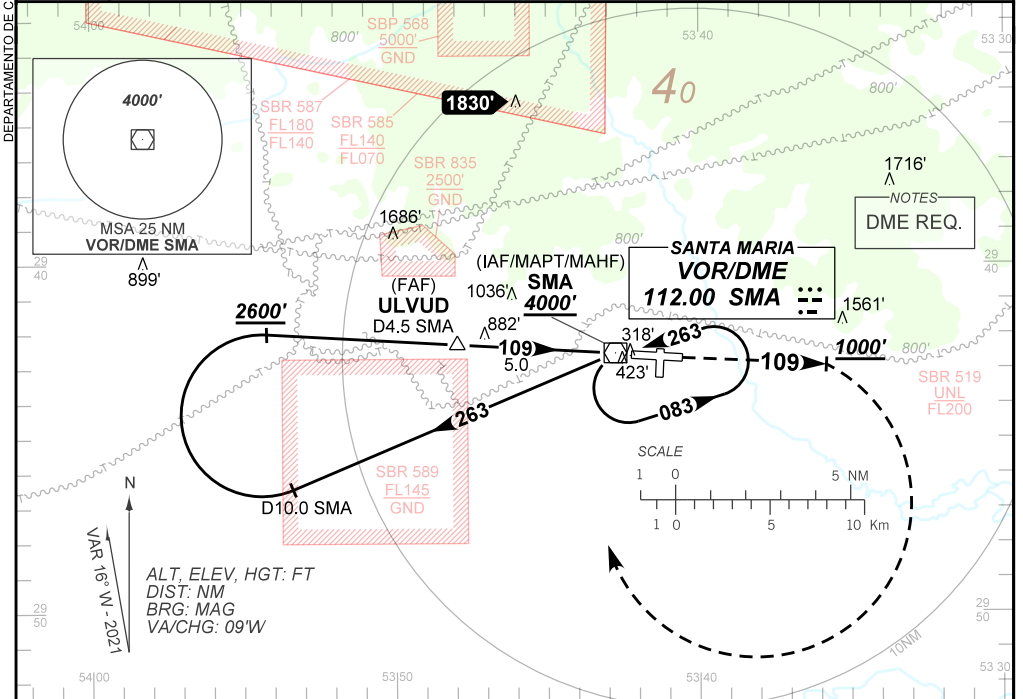 DEPARTAMENTO DE C
54 00
53 40
53 30
SBP 568
5000'
GND
800'
40
800'
4000'
1830'
SBR 587
FL180
FL140
SBR 585
FL140
FL070
SBR 835
2500'
GND
1716'
NOTES
DME REQ.
MSA 25 NM
VOR/DME SMA
899'
1686'
800'
29
40
29
40
(IAF/MAPT/MAHF)
SMA
4000'
SANTA MARIA
VOR/DME
112.00 SMA
(FAF)
ULVUD
D4.5 SMA
1036'
1561'
2600'
882'
318'
263
1000'
800'
109
5.0
423'
109
083
263
SBR 519
UNL
FL200
SCALE
1 0 5 NM
1 0 5 10 Km
SBR 589
FL145
GND
D10.0 SMA
N
VAR 16° W - 2021
ALT, ELEV, HGT: FT
DIST: NM
BRG: MAG
VA/CHG: 09'W
29
50
29
50
10NM
54 00
53 50
53 40
53 30